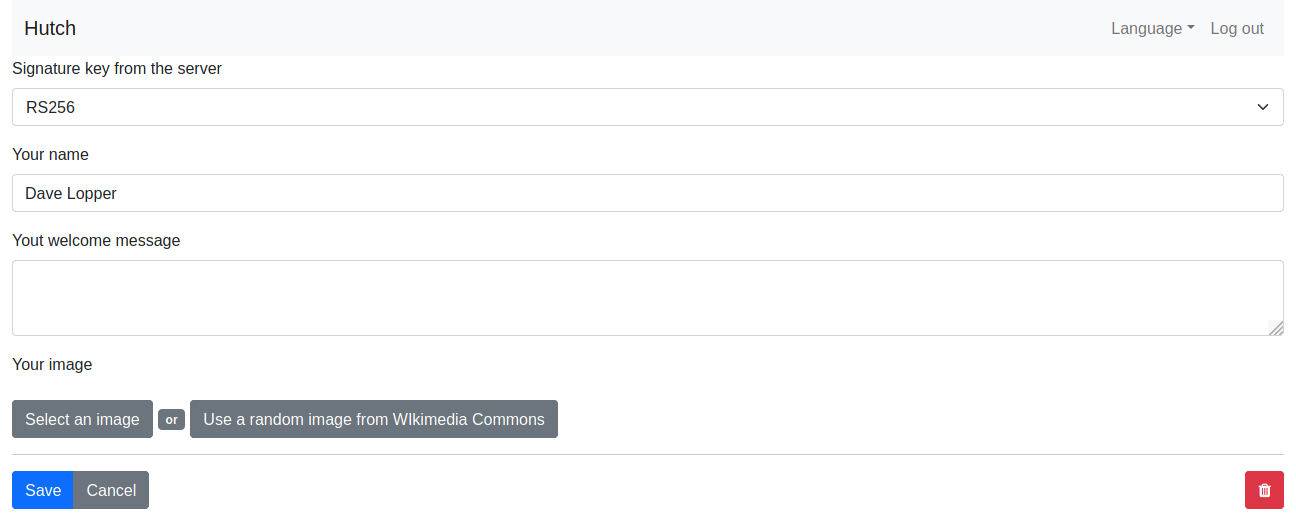 Hutch Language Log out
Signature key from the server
RS256
Your name
Dave Lopper
Yout welcome message
Your image
Select an image or Use a random image from WIkimedia Commons
Save Cancel